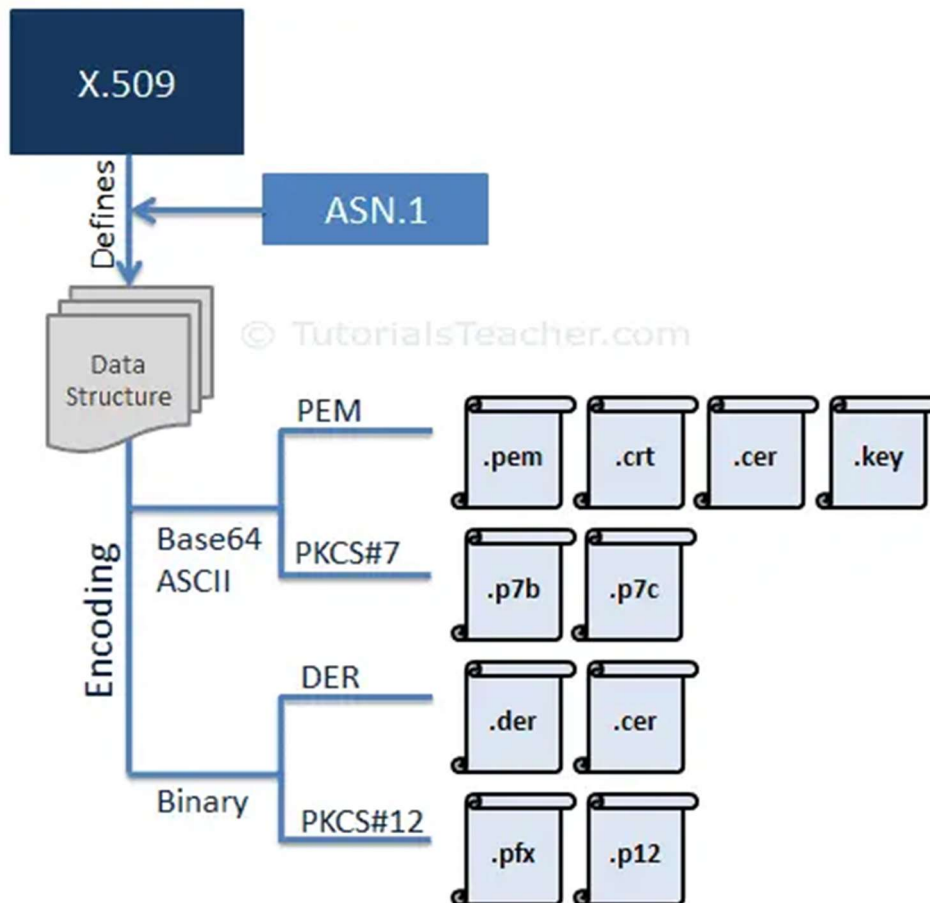 X.509
Defines
ASN.1
© TutorialsTeacher.com
Data
Structure
Encoding
Base64
ASCII
PEM
.pem
.crt
.cer
.key
PKCS#7
.p7b
.p7c
Binary
DER
.der
.cer
PKCS#12
.pfx
.p12